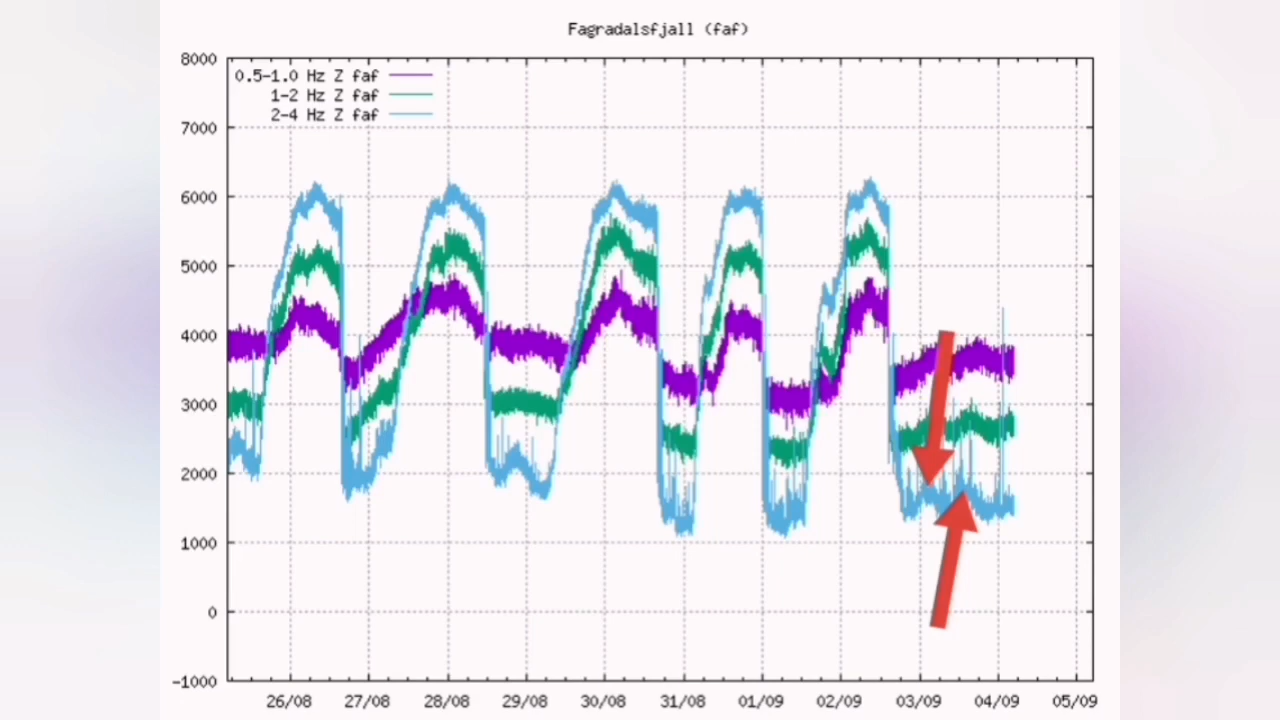 Fagradalsfjall (faf)
8000
0.5-1.0 Hz Z faf
1-2 Hz Z faf
2-4 Hz Z faf
7000
6000
5000
4000
3000
2000
1000
0
-1000
26/08 27/08 28/08 29/08 30/08 31/08 01/09 02/09 03/09 04/09 05/09